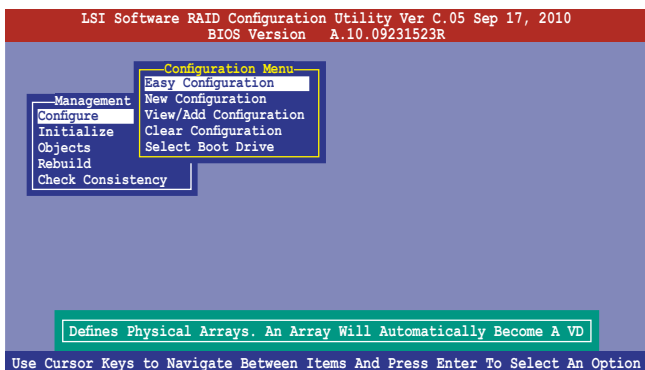 LSI Software RAID Configuration Utility Ver C.05 Sep 17, 2010
BIOS Version A.10.09231523R
Configuration Menu
Easy Configuration
New Configuration
View/Add Configuration
Clear Configuration
Select Boot Drive
Management
Configure
Initialize
Objects
Rebuild
Check Consistency
Defines Physical Arrays. An Array Will Automatically Become A VD
Use Cursor Keys to Navigate Between Items And Press Enter To Select An Option